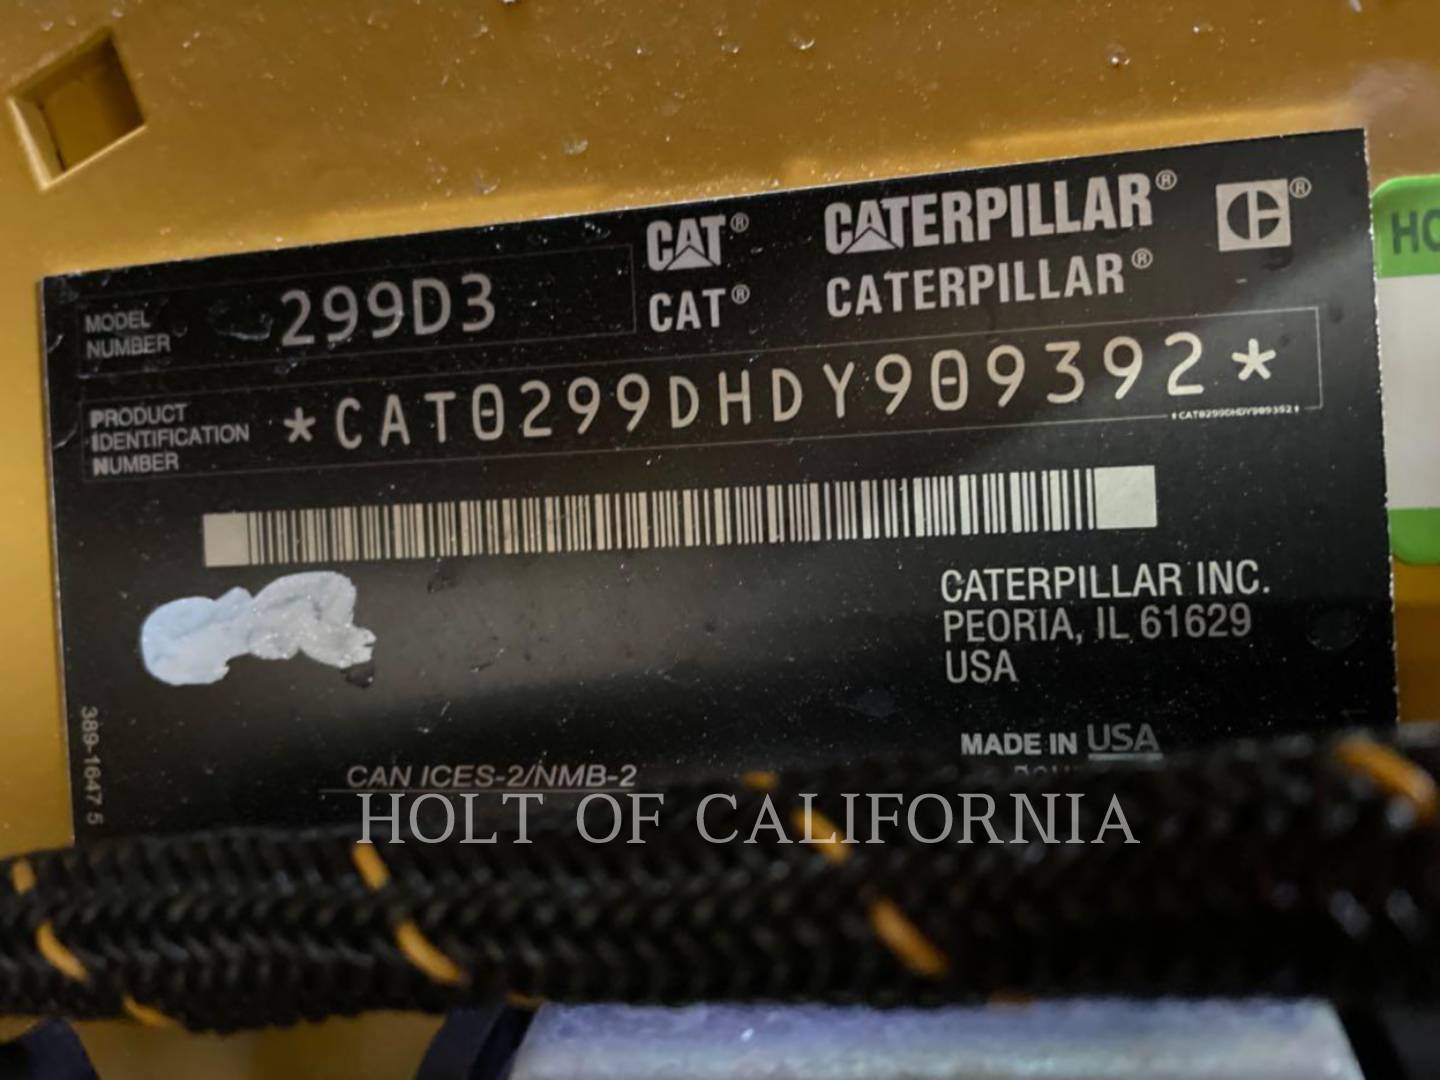 CAT® CATERPILLAR® ®
CAT® CATERPILLAR®
MODEL
NUMBER
299D3
PRODUCT
IDENTIFICATION
NUMBER
*CAT0299DHDY909392*
*CAT0299DHDY909392*
CATERPILLAR INC.
PEORIA, IL 61629
USA
MADE IN USA
CAN ICES-2/NMB-2
389-1647 5
HOLT OF CALIFORNIA